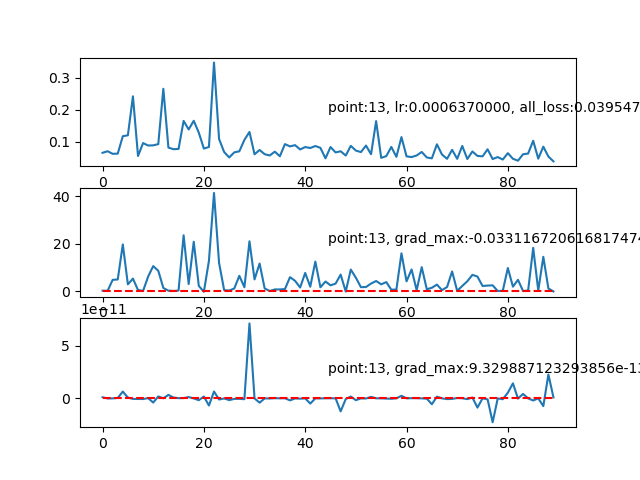 0.3
0.2
0.1
point:13, lr:0.0006370000, all_loss:0.039547
0 20 40 60 80
40
20
0
point:13, grad_max:-0.033116720616817474
0 20 40 60 80
1e−11
5
0
point:13, grad_max:9.329887123293856e-13
0 20 40 60 80